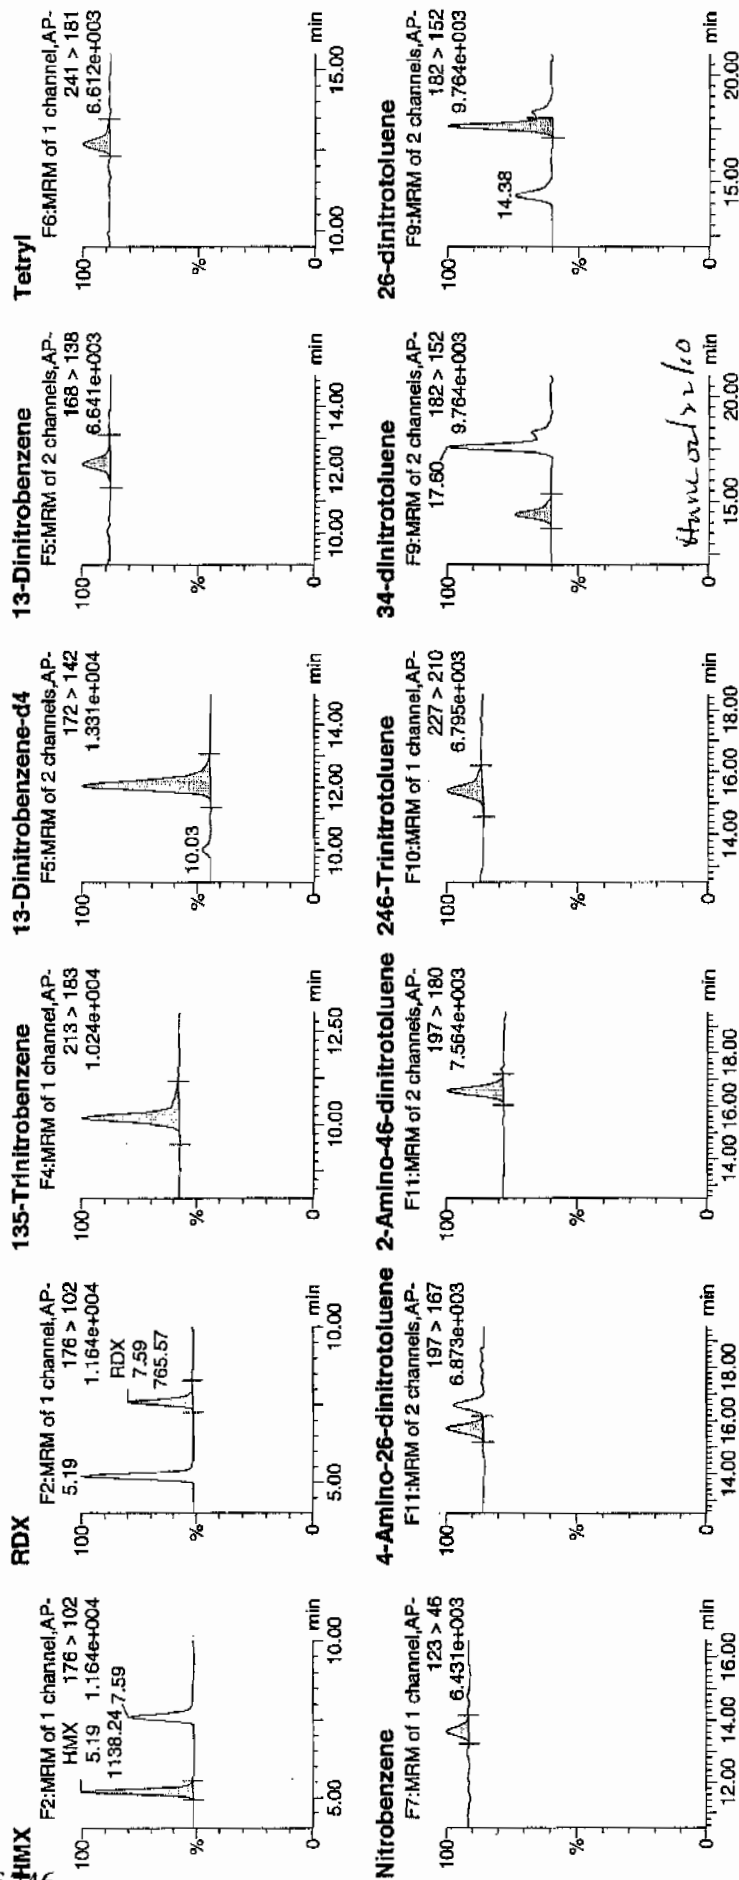 HMX
F2:MRM of 1 channel,AP-
HMX 176 > 102
5.19 1.164e+004
1138.24 7.59
100
%
0
5.00 10.00 min
RDX
F2:MRM of 1 channel,AP-
5.19 176 > 102
1.164e+004
RDX
7.59
765.57
100
%
0
5.00 10.00 min
135-Trinitrobenzene
F4:MRM of 1 channel,AP-
213 > 183
1.024e+004
100
%
0
10.00 12.50 min
13-Dinitrobenzene-d4
F5:MRM of 2 channels,AP-
172 > 142
1.331e+004
100
10.03
%
0
10.00 12.00 14.00 min
13-Dinitrobenzene
F5:MRM of 2 channels,AP-
168 > 138
6.641e+003
100
%
0
10.00 12.00 14.00 min
Tetryl
F6:MRM of 1 channel,AP-
241 > 181
6.612e+003
100
%
0
10.00 15.00 min
Nitrobenzene
F7:MRM of 1 channel,AP-
123 > 46
6.431e+003
100
%
0
12.00 14.00 16.00 min
4-Amino-26-dinitrotoluene
F11:MRM of 2 channels,AP-
197 > 167
6.873e+003
100
%
0
14.00 16.00 18.00 min
2-Amino-46-dinitrotoluene
F11:MRM of 2 channels,AP-
197 > 180
7.564e+003
100
%
0
14.00 16.00 18.00 min
246-Trinitrotoluene
F10:MRM of 1 channel,AP-
227 > 210
6.795e+003
100
%
0
14.00 16.00 18.00 min
34-dinitrotoluene
F9:MRM of 2 channels,AP-
182 > 152
17.60 9.764e+003
100
%
0
15.00 20.00 min
26-dinitrotoluene
F9:MRM of 2 channels,AP-
182 > 152
9.764e+003
100
14.38
%
0
15.00 20.00 min